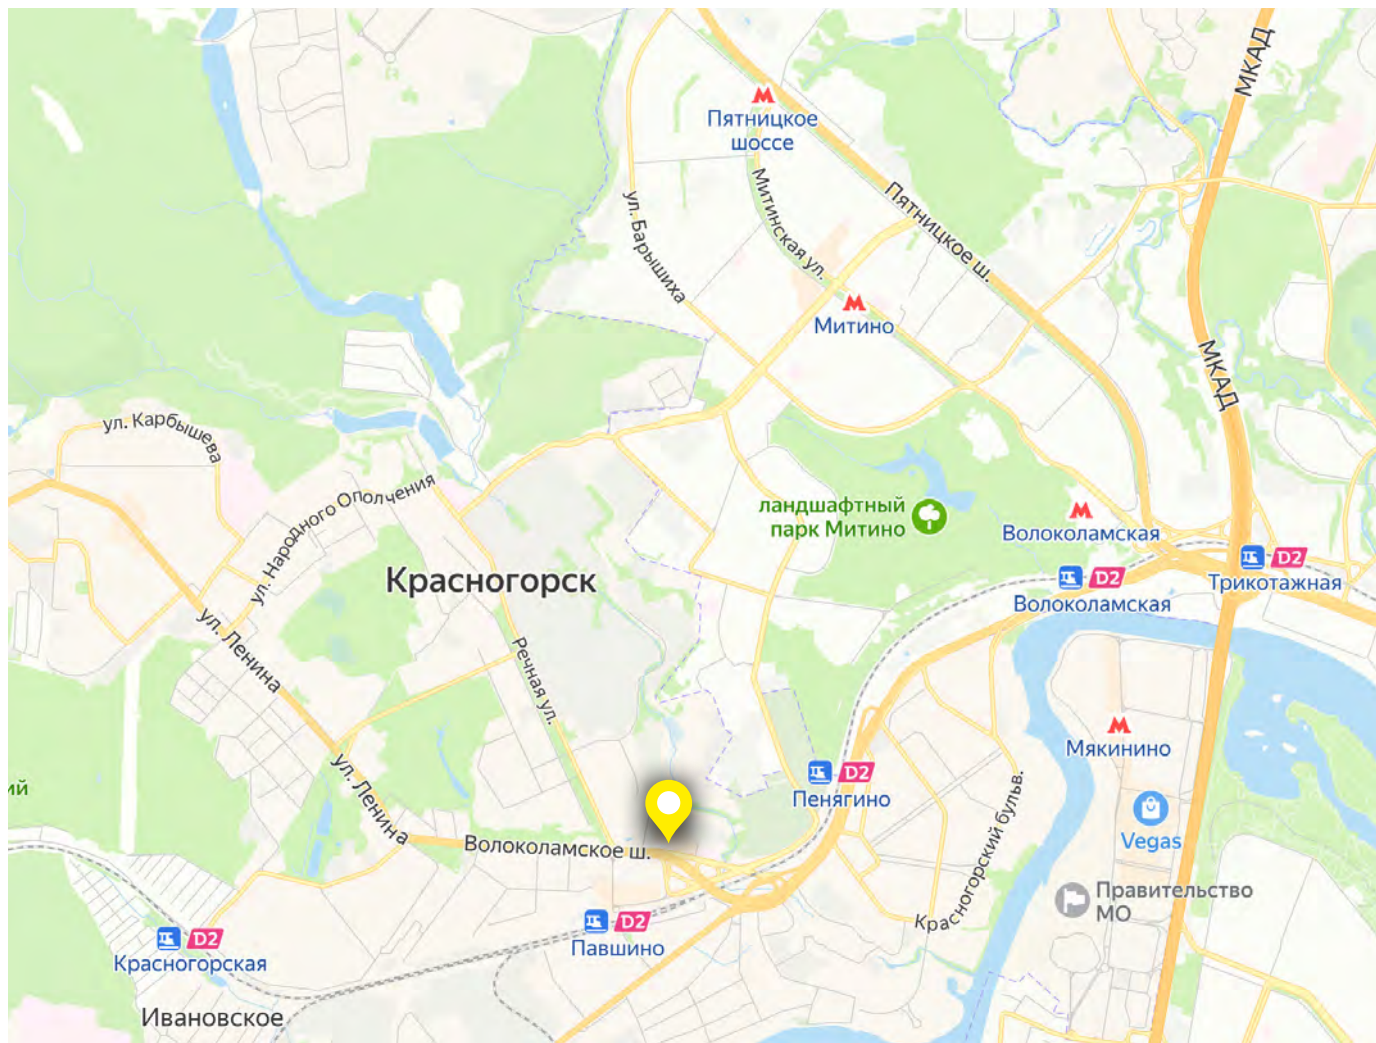 МКАД
Пятницкое
шоссе
Пятницкое ш.
Митинская ул.
ул. Барышиха
Митино
МКАД
ул. Карбышева
ул. Народного Ополчения
ландшафтный
парк Митино
Волоколамская
D2
Трикотажная
D2
Волоколамская
Красногорск
ул. Ленина
Речная ул.
Мякинино
D2
Пенягино
ул. Ленина
ий
Красногорский бульв.
Vegas
Волоколамское ш.
Правительство
МО
D2
Павшино
D2
Красногорская
Ивановское